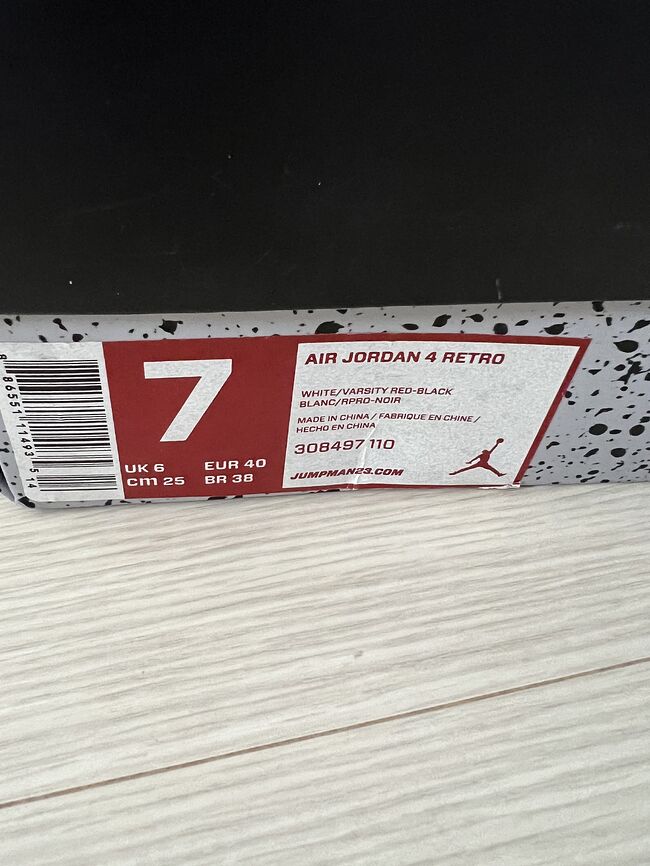 7
UK 6 EUR 40
cm 25 BR 38
AIR JORDAN 4 RETRO
WHITE/VARSITY RED-BLACK
BLANC/RPRO-NOIR
MADE IN CHINA / FABRIQUE EN CHINE /
HECHO EN CHINA
308497 110
JUMPMAN23.COM